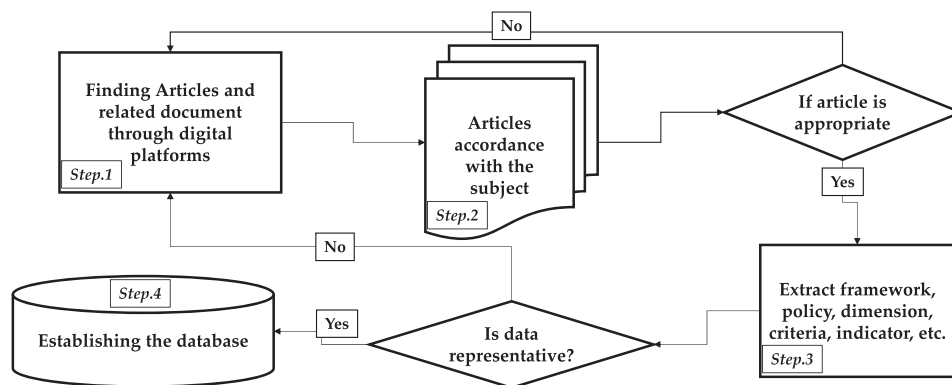 No
Finding Articles and
related document
through digital
platforms
Step.1
Articles
accordance
with the
subject
Step.2
If article is
appropriate
Yes
Extract framework,
policy, dimension,
criteria, indicator, etc.
Step.3
No
Is data
representative?
Yes
Step.4
Establishing the database